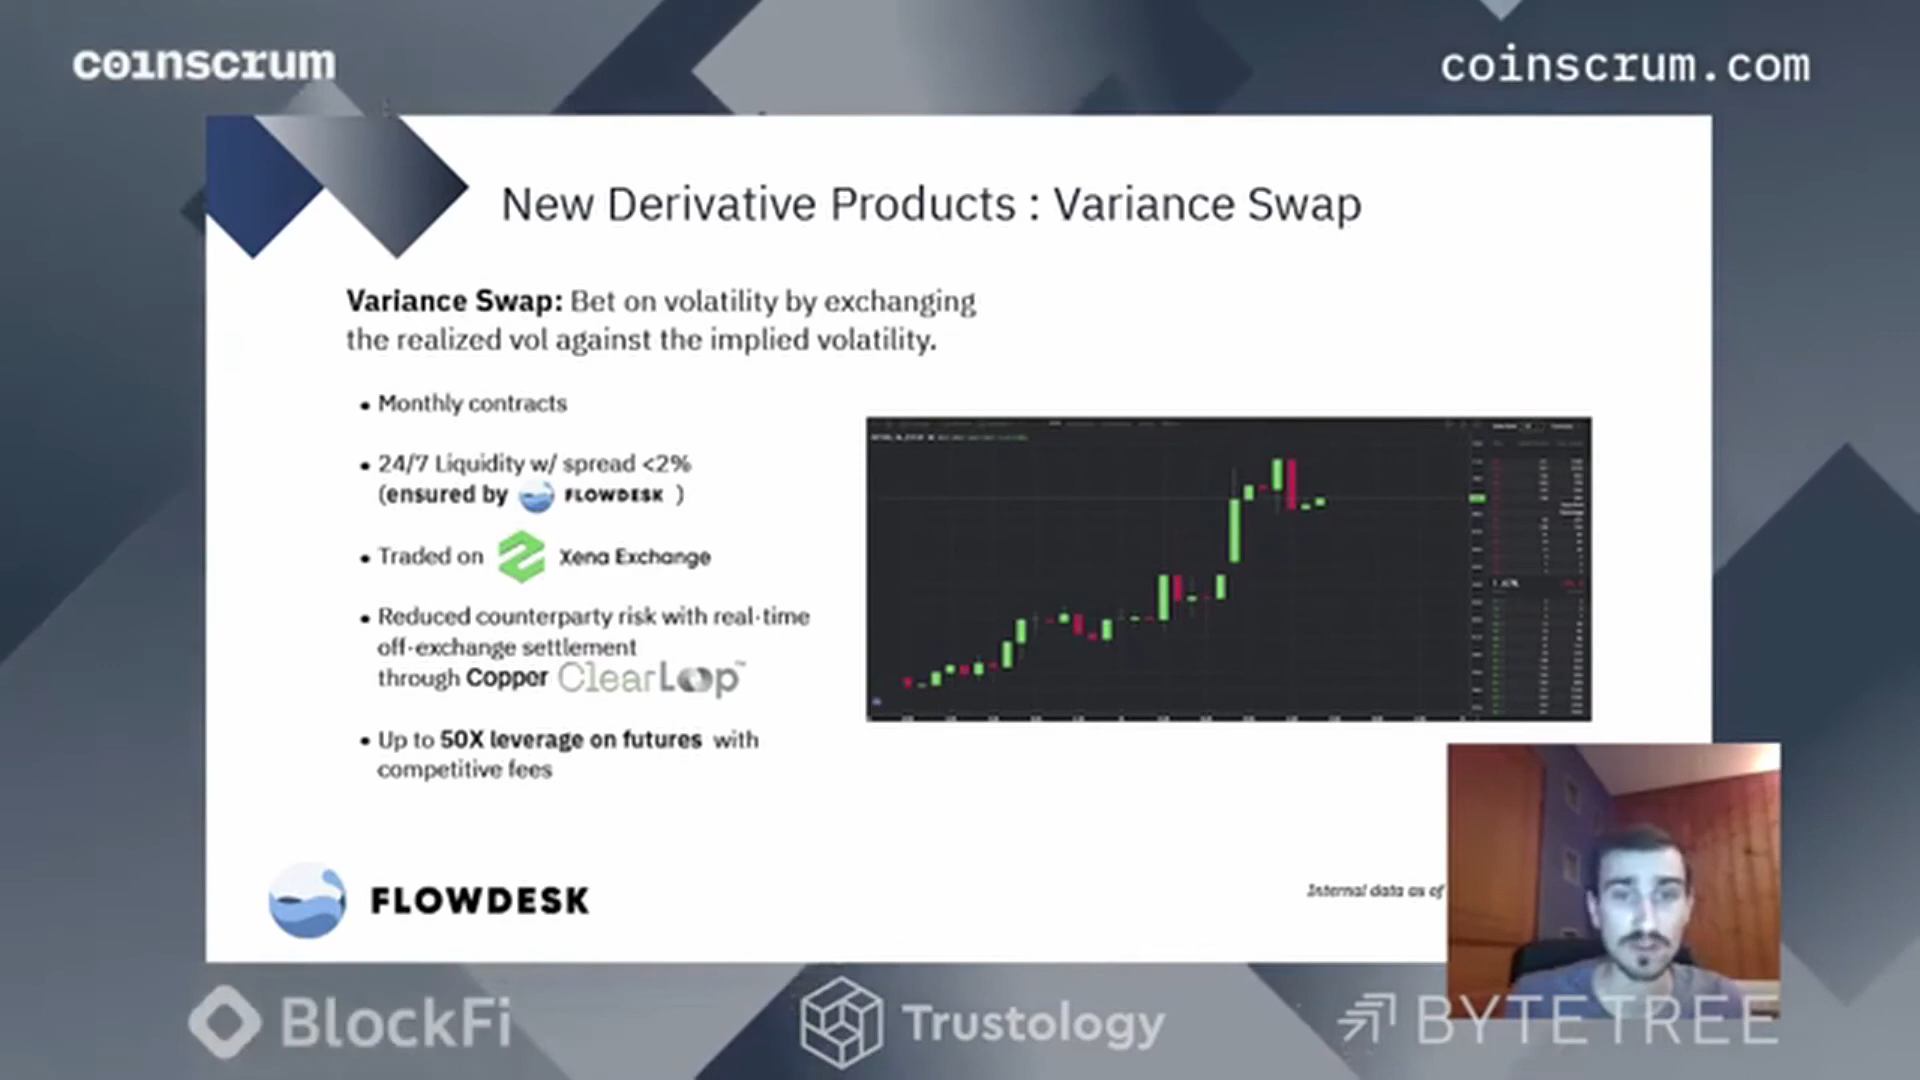 coinscrum
coinscrum.com
New Derivative Products : Variance Swap
Variance Swap: Bet on volatility by exchanging
the realized vol against the implied volatility.
• Monthly contracts
• 24/7 Liquidity w/ spread <2%
(ensured by FLOWDESK )
• Traded on Xena Exchange
• Reduced counterparty risk with real-time
off-exchange settlement
through Copper ClearLoop™
• Up to 50X leverage on futures with
competitive fees
FLOWDESK
Internal data as of
BlockFi
Trustology
BYTETREE